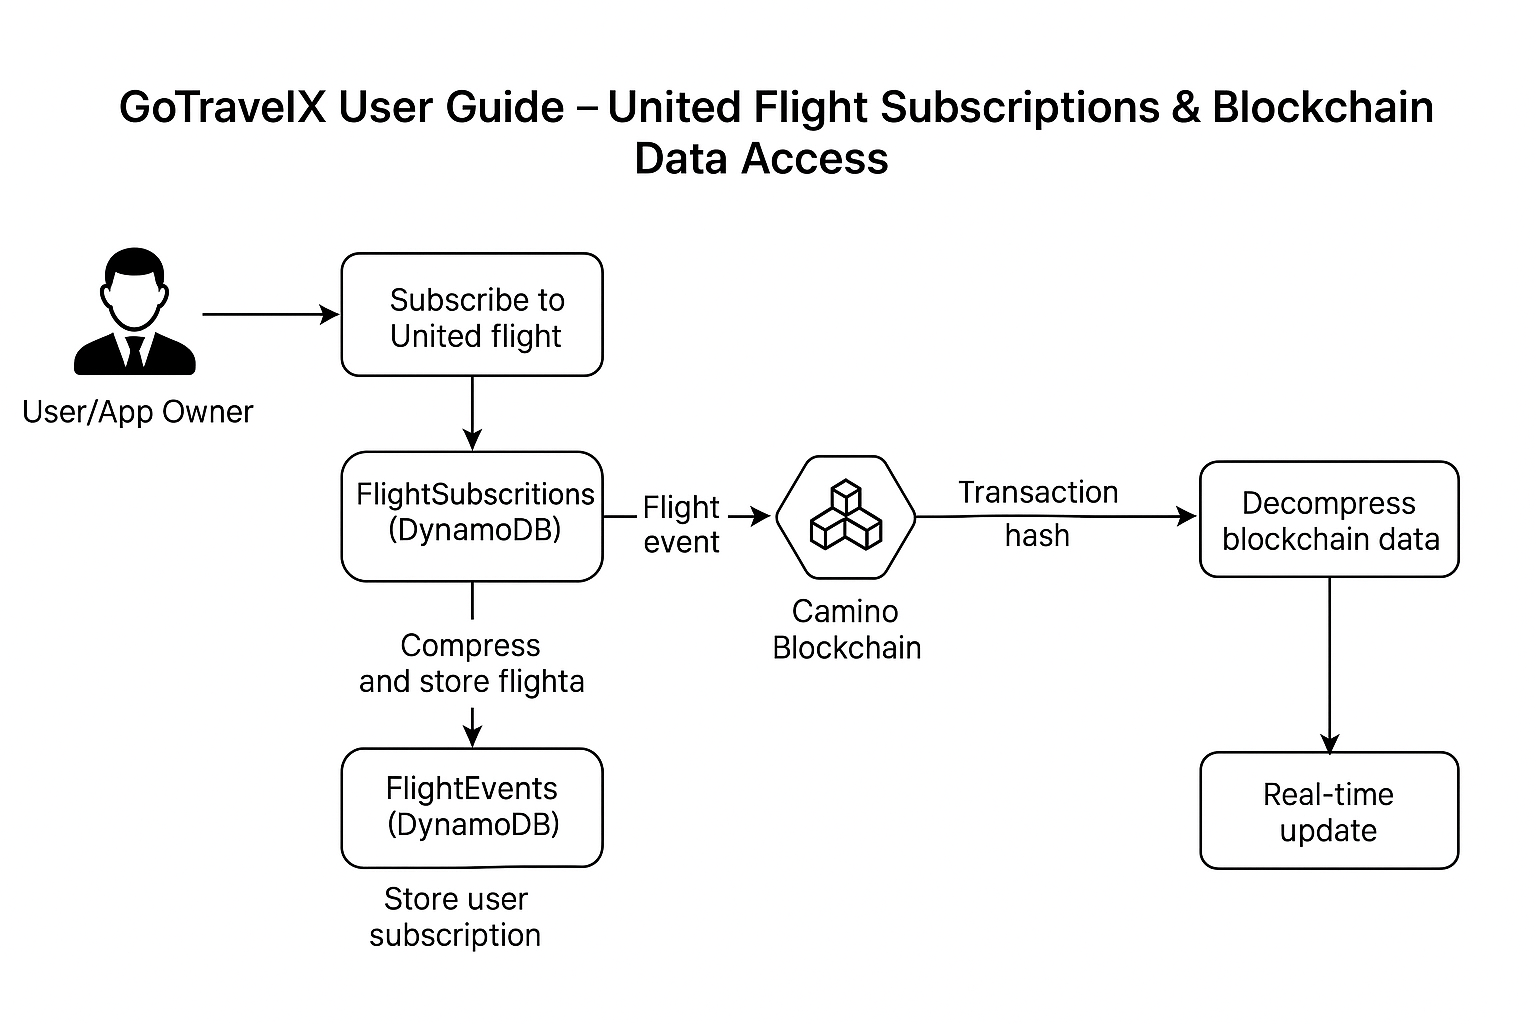 GoTravelX User Guide – United Flight Subscriptions & Blockchain
Data Access
Subscribe to
United flight
User/App Owner
FlightSubscritions
(DynamoDB)
Flight
event
Camino
Blockchain
Transaction
hash
Decompress
blockchain data
Compress
and store flighta
FlightEvents
(DynamoDB)
Store user
subscription
Real-time
update